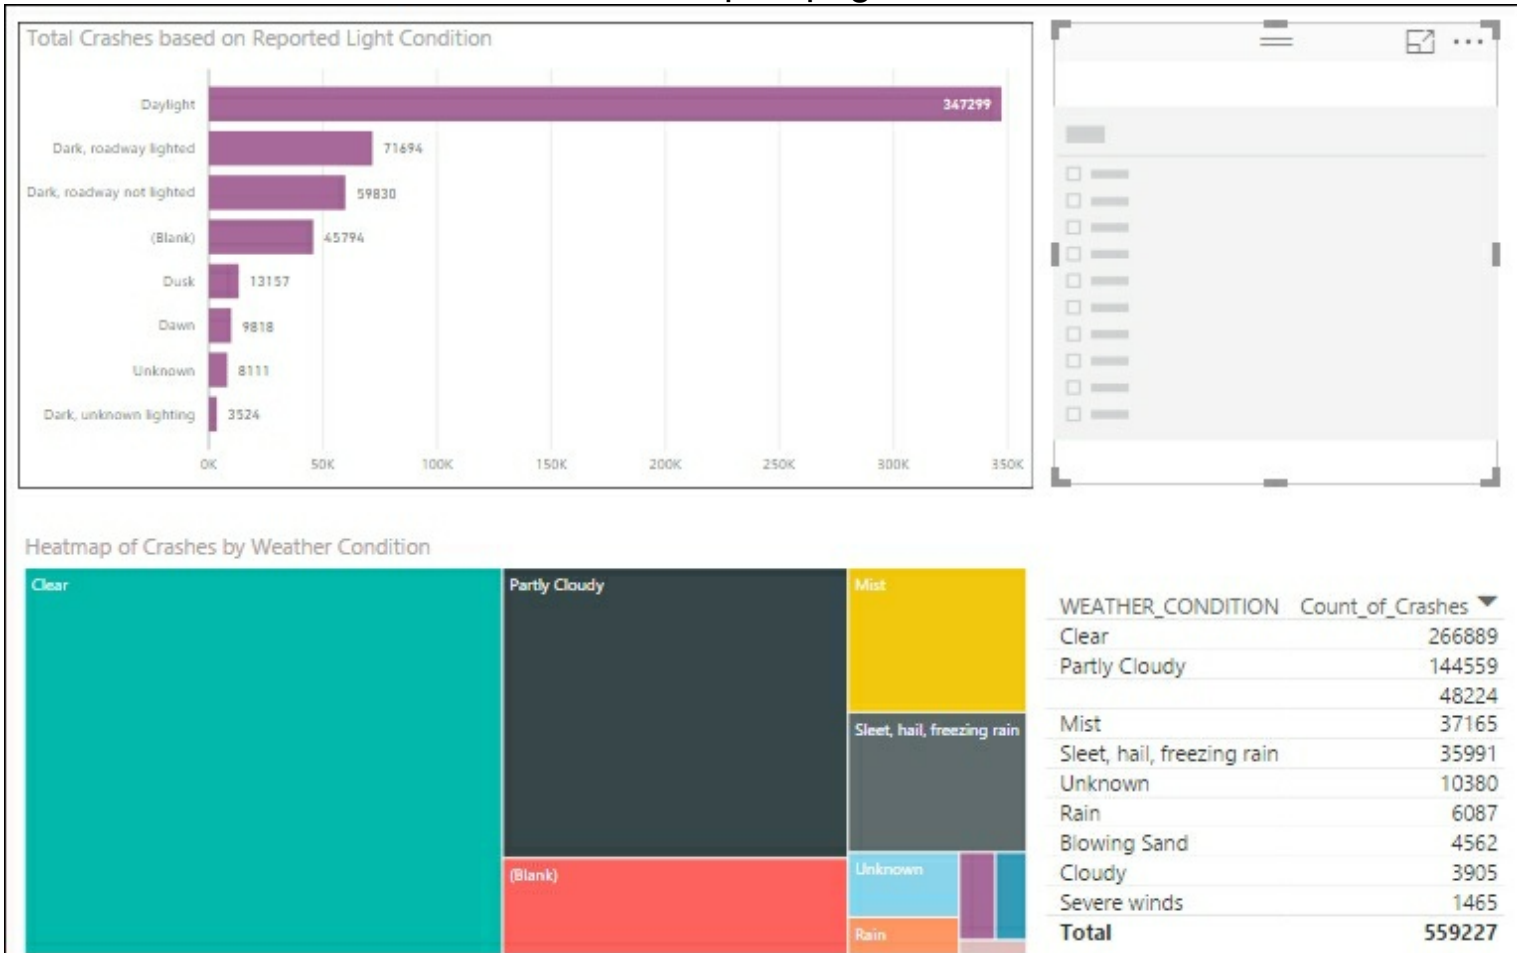 Total Crashes based on Reported Light Condition
Daylight 347299
Dark, roadway lighted 71694
Dark, roadway not lighted 59830
(Blank) 45794
Dusk 13157
Dawn 9818
Unknown 8111
Dark, unknown lighting 3524
0K 50K 100K 150K 200K 250K 300K 350K
Heatmap of Crashes by Weather Condition
Clear
Partly Cloudy
(Blank)
Mist
Sleet, hail, freezing rain
Unknown
Rain
WEATHER_CONDITION Count_of_Crashes
Clear 266889
Partly Cloudy 144559
48224
Mist 37165
Sleet, hail, freezing rain 35991
Unknown 10380
Rain 6087
Blowing Sand 4562
Cloudy 3905
Severe winds 1465
Total 559227